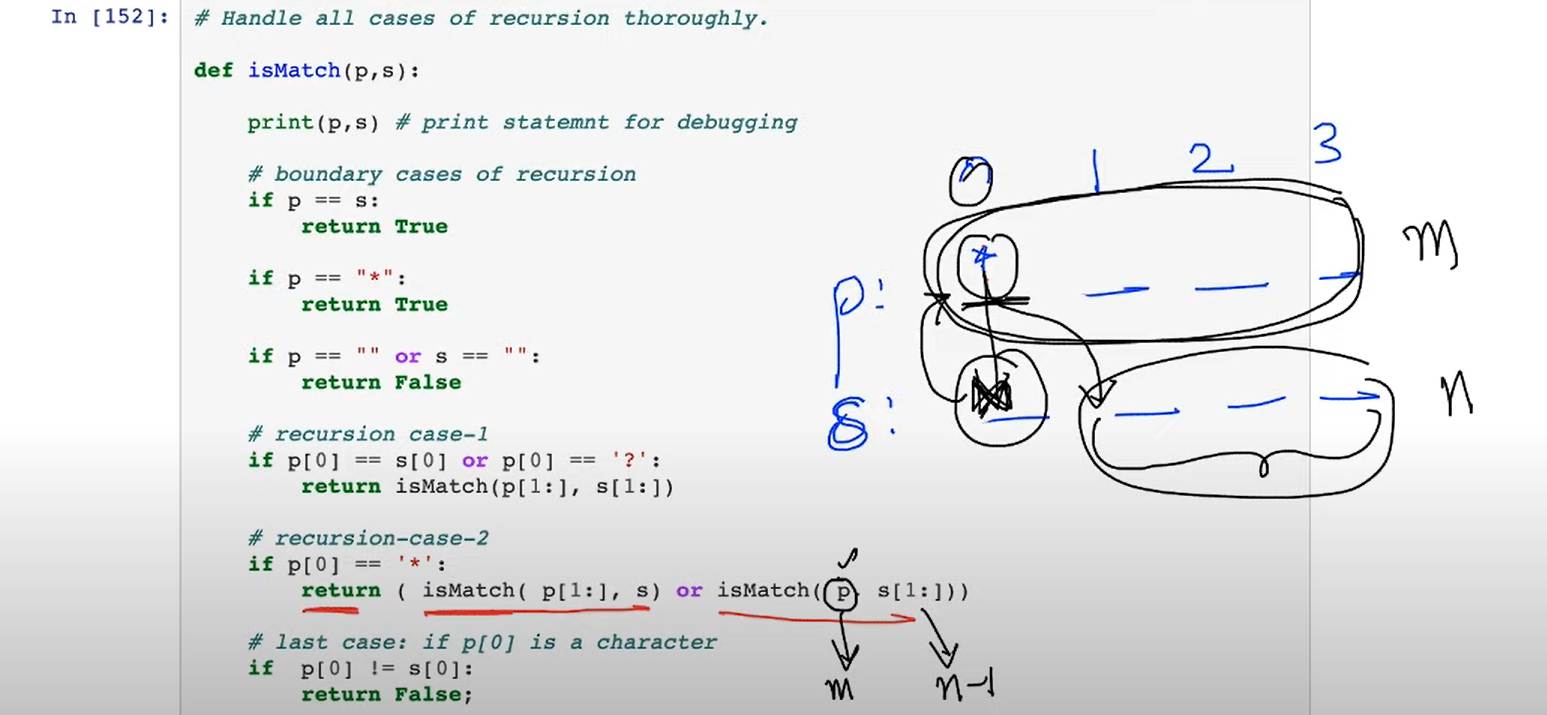 In [152]: # Handle all cases of recursion thoroughly.
def isMatch(p,s):
print(p,s) # print statemnt for debugging
# boundary cases of recursion
if p == s:
return True
if p == "*":
return True
if p == "" or s == "":
return False
# recursion case-1
if p[0] == s[0] or p[0] == '?':
return isMatch(p[1:], s[1:])
# recursion-case-2
if p[0] == '*':
return ( isMatch( p[1:], s) or isMatch(p, s[1:]))
# last case: if p[0] is a character
if p[0] != s[0]:
return False;
0 1 2 3
p: * m
s: n
m n-1